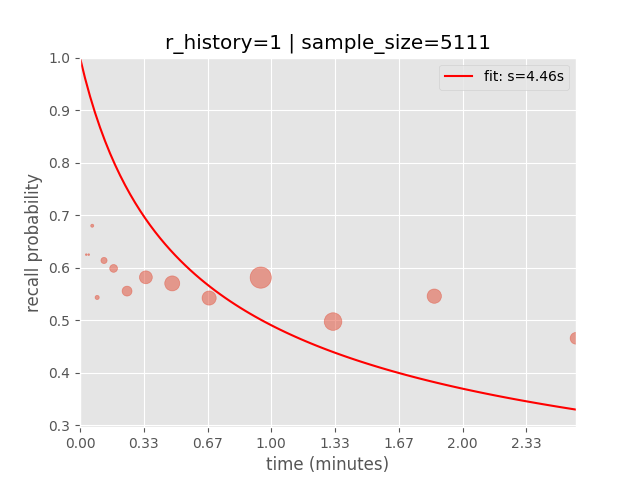 r_history=1 | sample_size=5111
fit: s=4.46s
recall probability
1.0
0.9
0.8
0.7
0.6
0.5
0.4
0.3
0.00 0.33 0.67 1.00 1.33 1.67 2.00 2.33
time (minutes)